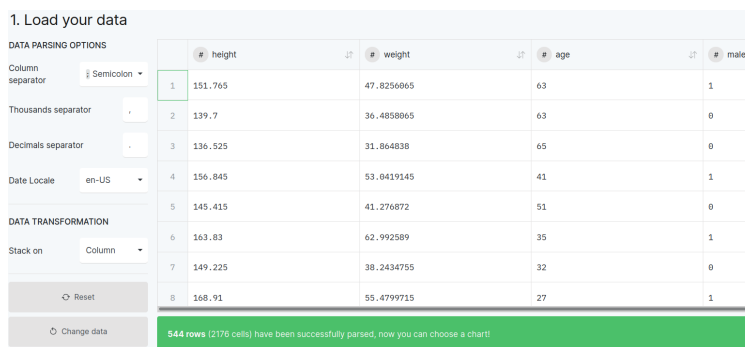 1. Load your data
DATA PARSING OPTIONS
Column separator ; Semicolon
Thousands separator ,
Decimals separator .
Date Locale en-US
DATA TRANSFORMATION
Stack on Column
Reset
Change data
# height # weight # age # male
1 151.765 47.8256065 63 1
2 139.7 36.4858065 63 0
3 136.525 31.864838 65 0
4 156.845 53.0419145 41 1
5 145.415 41.276872 51 0
6 163.83 62.992589 35 1
7 149.225 38.2434755 32 0
8 168.91 55.4799715 27 1
544 rows (2176 cells) have been successfully parsed, now you can choose a chart!